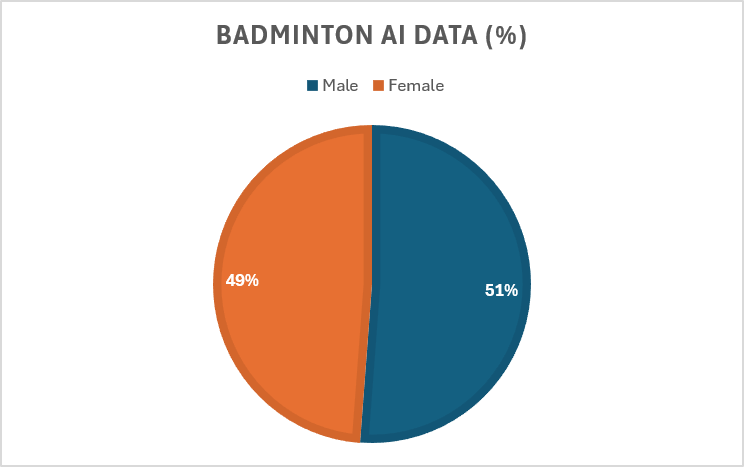 BADMINTON AI DATA (%)
Male Female
49%
51%